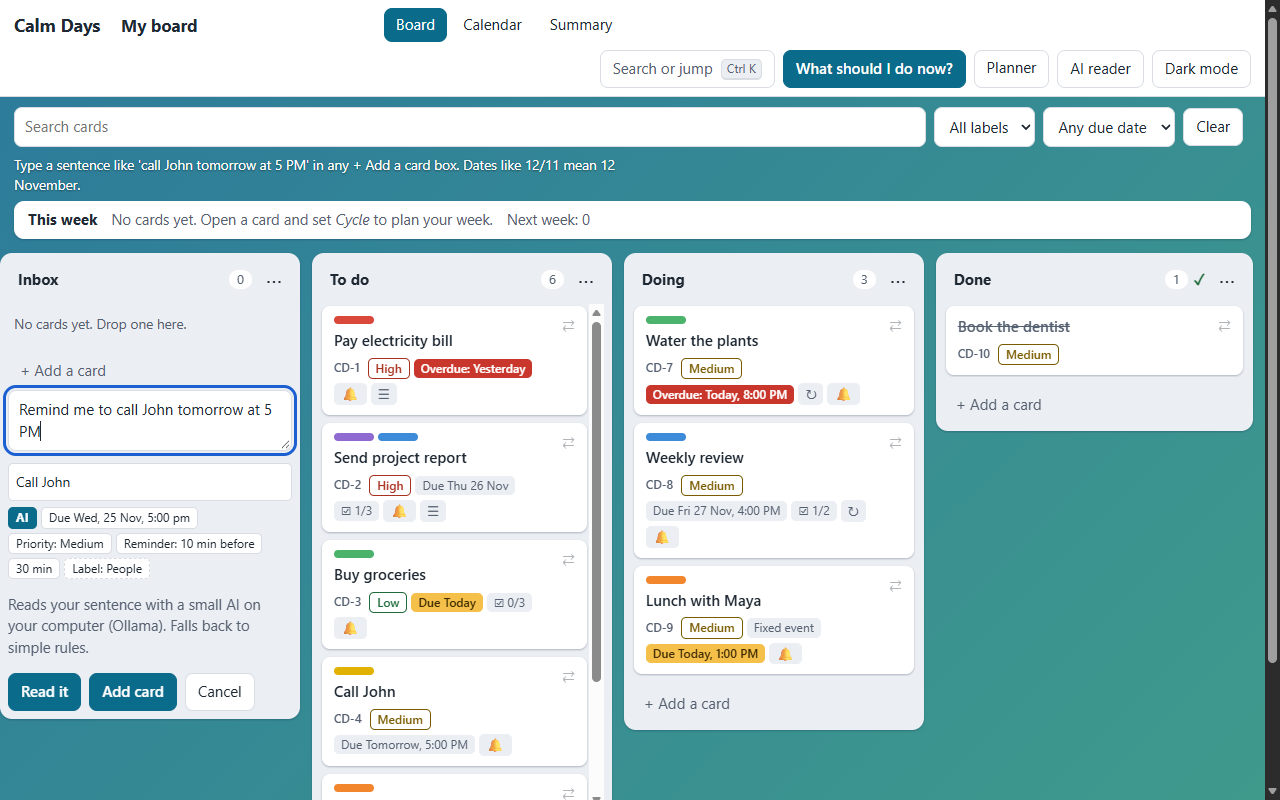 Calm Days My board Board Calendar Summary
Search or jump Ctrl K What should I do now? Planner AI reader Dark mode
Search cards All labels Any due date Clear
Type a sentence like 'call John tomorrow at 5 PM' in any + Add a card box. Dates like 12/11 mean 12
November.
This week No cards yet. Open a card and set Cycle to plan your week. Next week: 0
Inbox 0 ...
No cards yet. Drop one here.
+ Add a card
Remind me to call John tomorrow at 5
PM
Call John
AI Due Wed, 25 Nov, 5:00 pm
Priority: Medium Reminder: 10 min before
30 min Label: People
Reads your sentence with a small AI on
your computer (Ollama). Falls back to
simple rules.
Read it Add card Cancel
To do 6 ...
Pay electricity bill
CD-1 High Overdue: Yesterday
Send project report
CD-2 High Due Thu 26 Nov
1/3
Buy groceries
CD-3 Low Due Today 0/3
Call John
CD-4 Medium
Due Tomorrow, 5:00 PM
Doing 3 ...
Water the plants
CD-7 Medium
Overdue: Today, 8:00 PM
Weekly review
CD-8 Medium
Due Fri 27 Nov, 4:00 PM 1/2
Lunch with Maya
CD-9 Medium Fixed event
Due Today, 1:00 PM
+ Add a card
Done 1 ✓ ...
Book the dentist
CD-10 Medium
+ Add a card